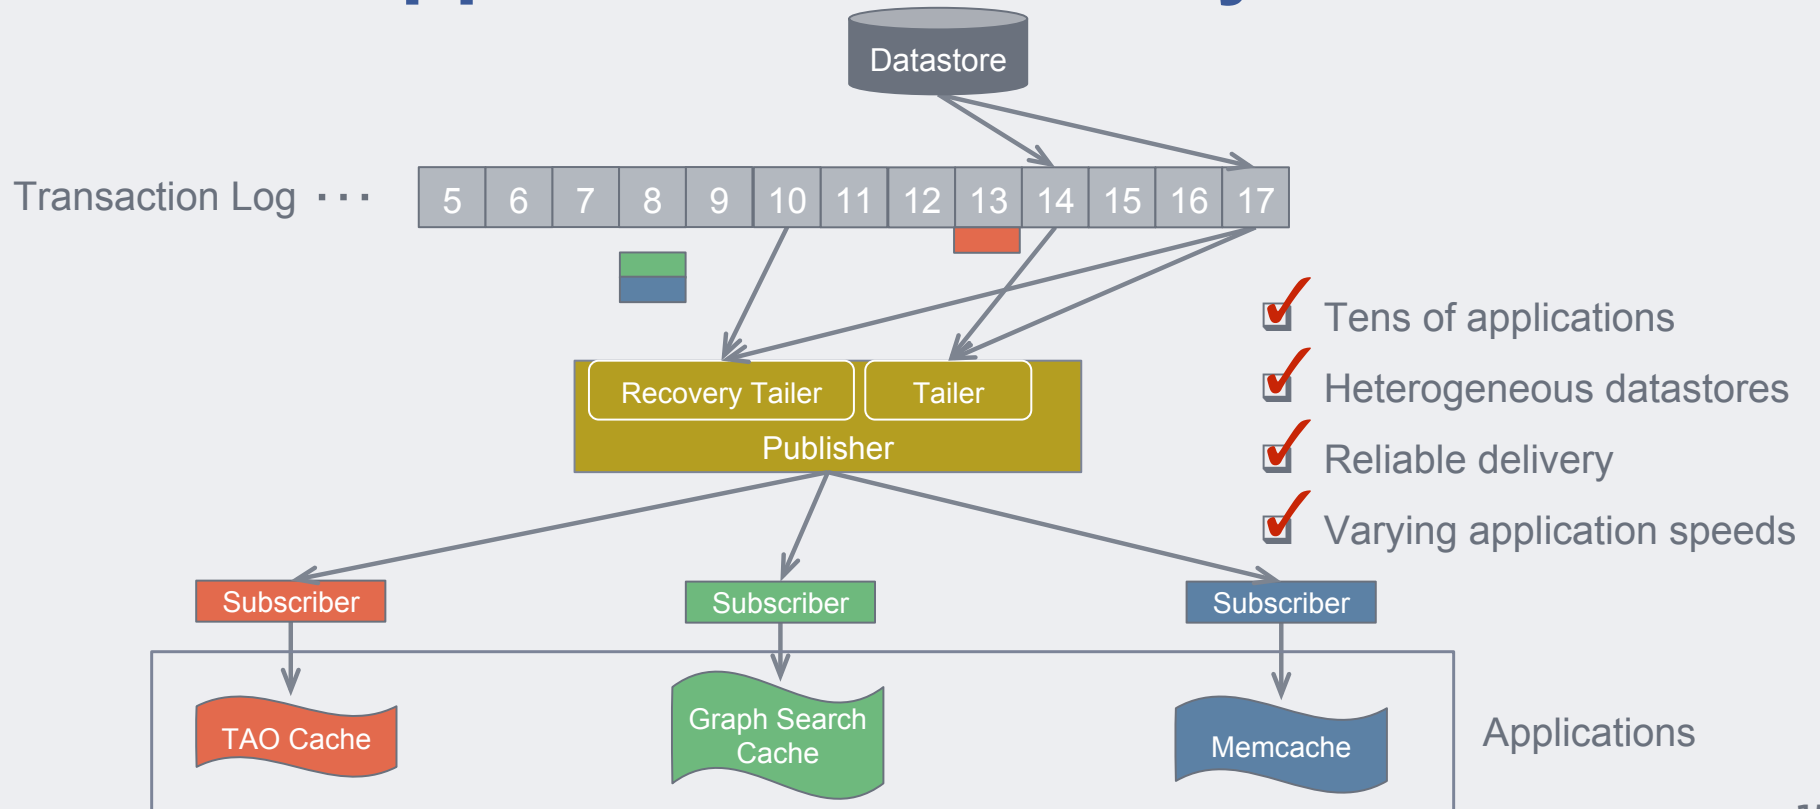 Datastore
Transaction Log ...
5 6 7 8 9 10 11 12 13 14 15 16 17
Tens of applications
Recovery Tailer
Tailer
Heterogeneous datastores
Publisher
Reliable delivery
Varying application speeds
Subscriber
Subscriber
Subscriber
TAO Cache
Graph Search
Cache
Memcache
Applications